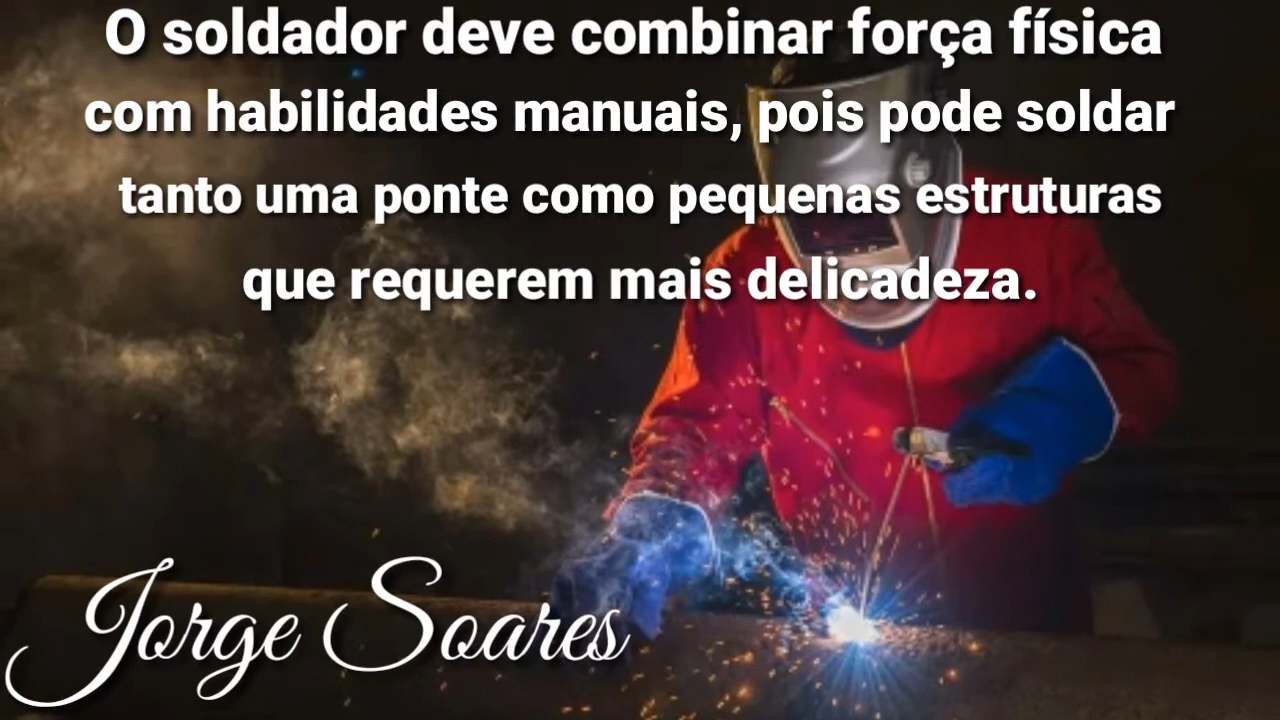 O soldador deve combinar força física
com habilidades manuais, pois pode soldar
tanto uma ponte como pequenas estruturas
que requerem mais delicadeza.
Jorge Soares